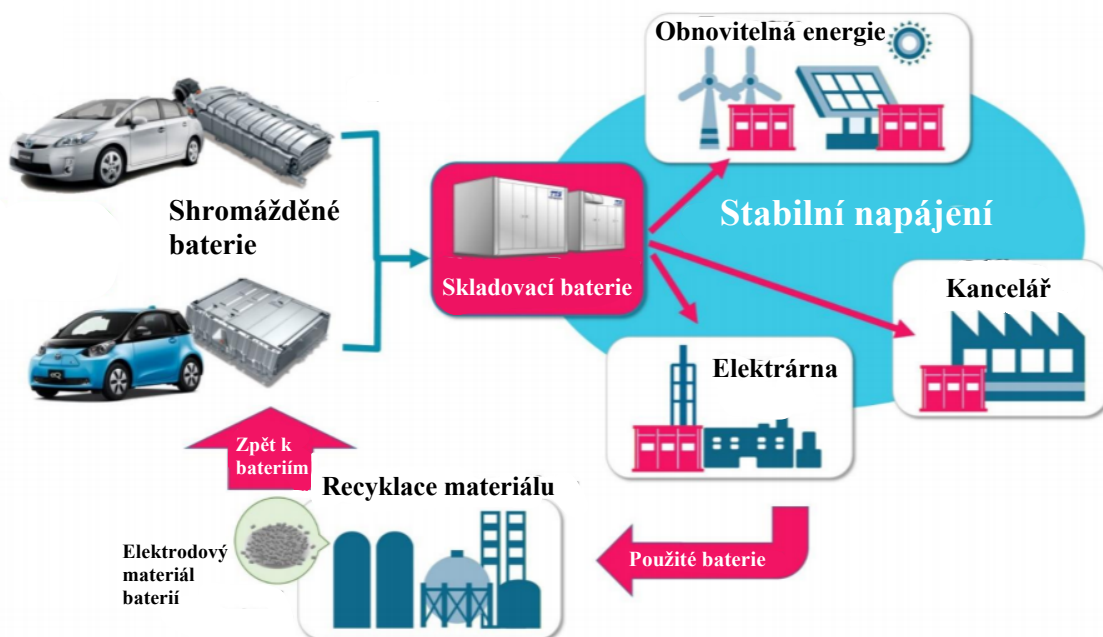 Obnovitelná energie
Shromážděné
baterie
Stabilní napájení
Skladovací baterie
Kancelář
Elektrárna
Zpět k
bateriím
Recyklace materiálu
Použité baterie
Elektrodový
materiál
baterií